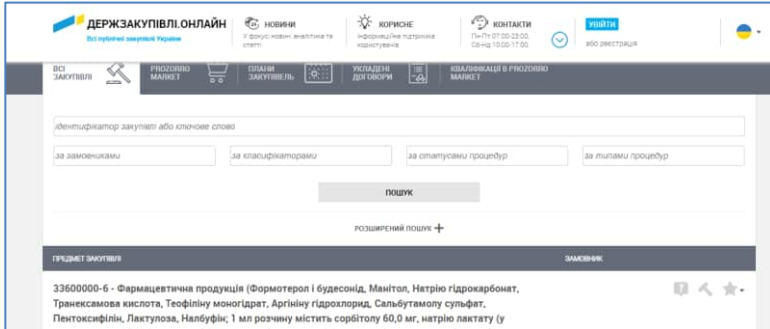 ДЕРЖЗАКУПІВЛІ.ОНЛАЙН
Всі публічні закупівлі України
НОВИНИ
У фокусі новин: аналітика та
статті
КОРИСНЕ
Інформаційна підтримка
користувачів
КОНТАКТИ
Пн-Пт 07:00-23:00,
Сб-Нд 10:00-17:00
УВІЙТИ
або реєстрація
ВСІ
ЗАКУПІВЛІ
PROZORRO
MARKET
ПЛАНИ
ЗАКУПІВЕЛЬ
УКЛАДЕНІ
ДОГОВОРИ
КВАЛІФІКАЦІЇ В PROZORRO
MARKET
ідентифікатор закупівлі або ключове слово
за замовниками
за класифікаторами
за статусами процедур
за типами процедур
ПОШУК
РОЗШИРЕНИЙ ПОШУК +
ПРЕДМЕТ ЗАКУПІВЛІ
ЗАМОВНИК
33600000-6 - Фармацевтична продукція (Формотерол і будесонід, Манітол, Натрію гідрокарбонат,
Транексамова кислота, Теофіліну моногідрат, Аргініну гідрохлорид, Сальбутамолу сульфат,
Пентоксифілін, Лактулоза, Налбуфін; 1 мл розчину містить сорбітолу 60,0 мг, натрію лактату (у